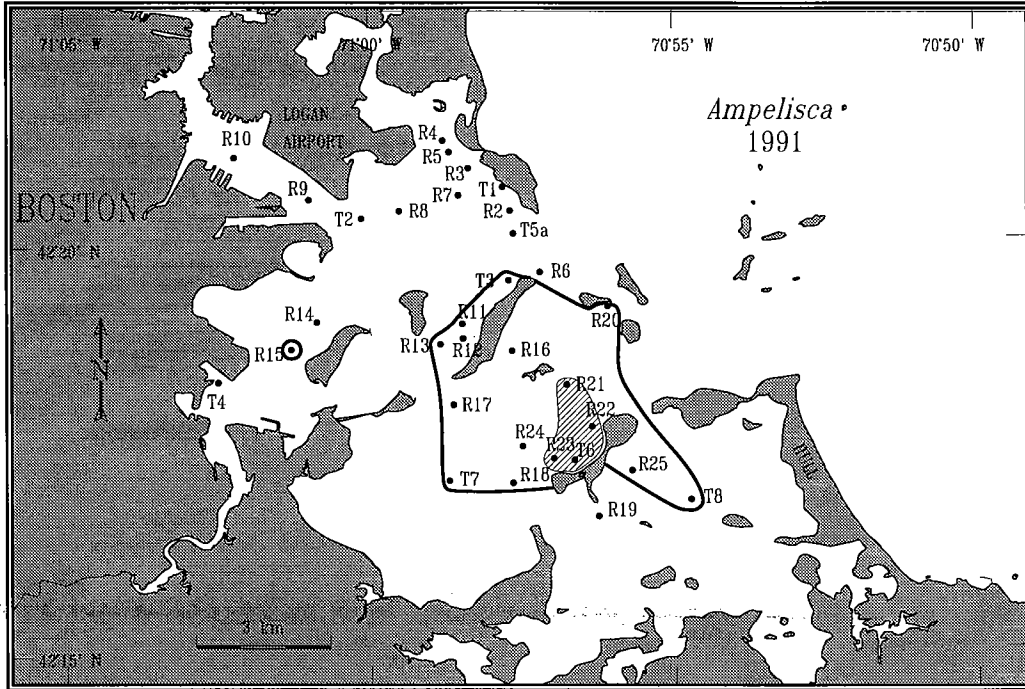 71°05' W
71°00' W
70°55' W
70°50' W
Ampelisca
1991
LOGAN
AIRPORT
BOSTON
R10
R4
R5
R3
R9
R7
T1
T2
R8
R2
T5a
42°20' N
R6
T3
R20
R11
R14
R13
R12
R16
R15
N
T4
R21
R17
R22
R24
R23
T6
R25
T7
R18
T8
HULL
R19
3 km
42°15' N